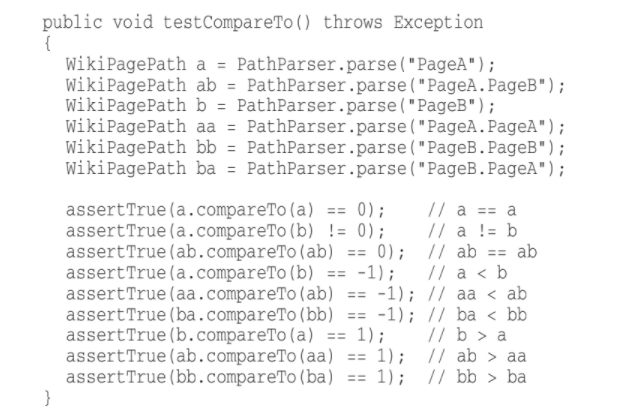 public void testCompareTo() throws Exception
{
  WikiPagePath a = PathParser.parse("PageA");
  WikiPagePath ab = PathParser.parse("PageA.PageB");
  WikiPagePath b = PathParser.parse("PageB");
  WikiPagePath aa = PathParser.parse("PageA.PageA");
  WikiPagePath bb = PathParser.parse("PageB.PageB");
  WikiPagePath ba = PathParser.parse("PageB.PageA");

  assertTrue(a.compareTo(a) == 0);    // a == a
  assertTrue(a.compareTo(b) != 0);    // a != b
  assertTrue(ab.compareTo(ab) == 0);  // ab == ab
  assertTrue(a.compareTo(b) == -1);   // a < b
  assertTrue(aa.compareTo(ab) == -1); // aa < ab
  assertTrue(ba.compareTo(bb) == -1); // ba < bb
  assertTrue(b.compareTo(a) == 1);    // b > a
  assertTrue(ab.compareTo(aa) == 1);  // ab > aa
  assertTrue(bb.compareTo(ba) == 1);  // bb > ba
}